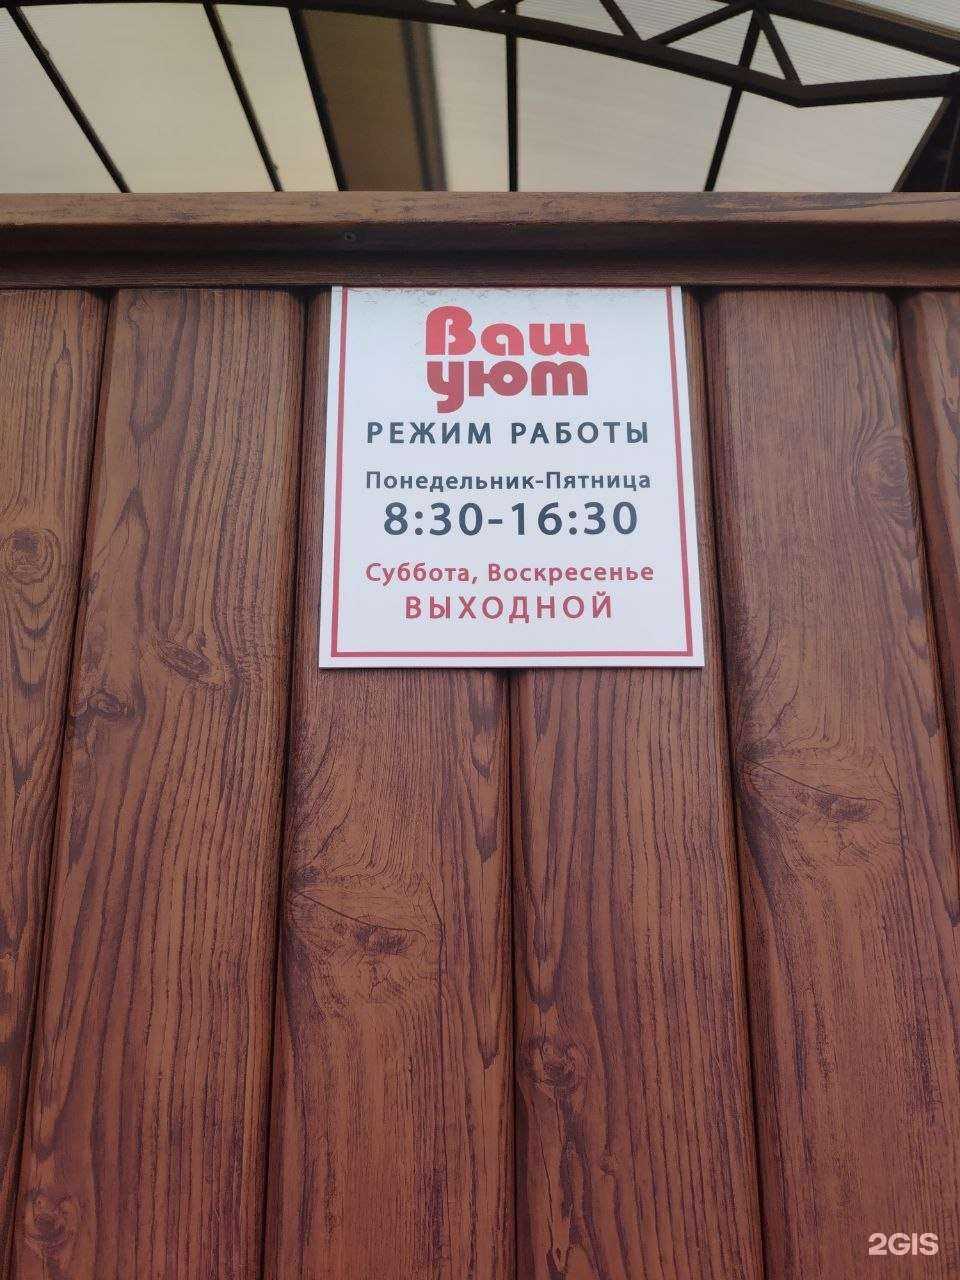 Ваш
уют
РЕЖИМ РАБОТЫ
Понедельник-Пятница
8:30-16:30
Суббота, Воскресенье
ВЫХОДНОЙ
2GIS